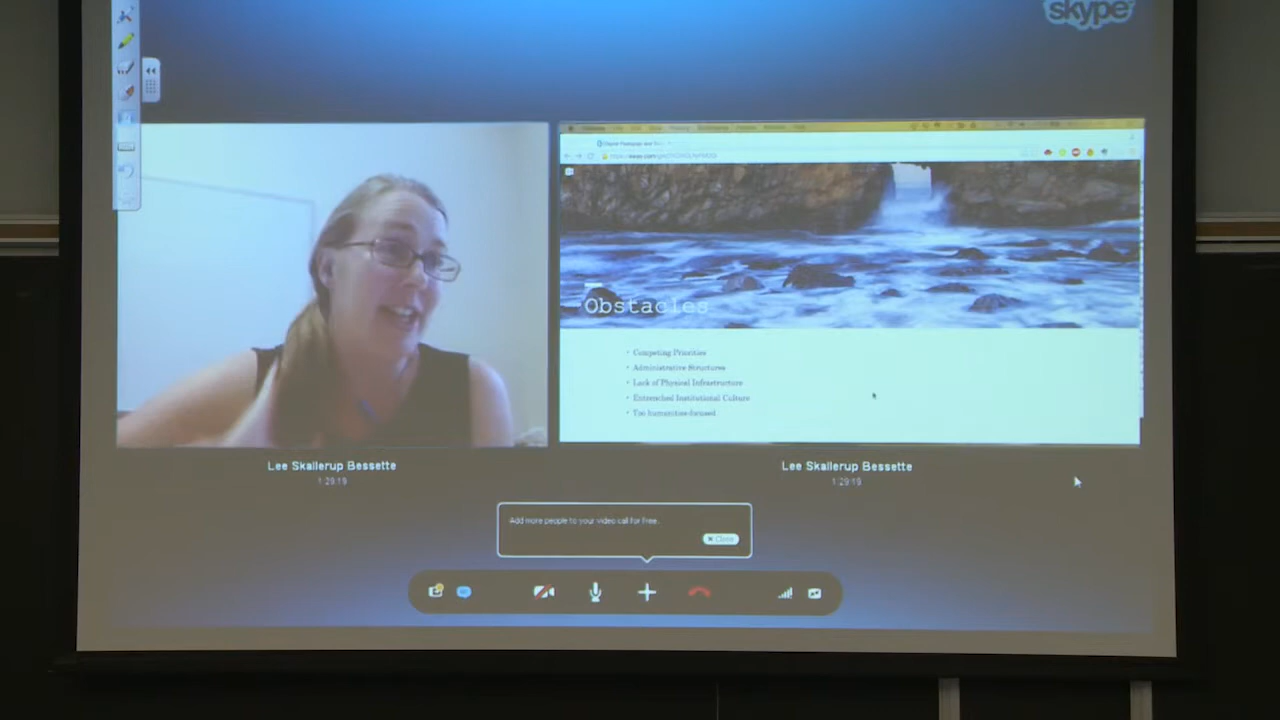 skype
Obstacles
• Competing Priorities
• Administrative Structures
• Lack of Physical Infrastructure
• Entrenched Institutional Culture
• Too humanities-focused
Lee Skallerup Bessette
1:29:19
Lee Skallerup Bessette
1:29:19
Add more people to your video call for free.
Close